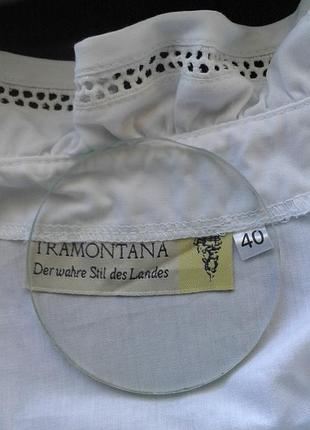 TRAMONTANA
Der wahre Stil des Landes
40